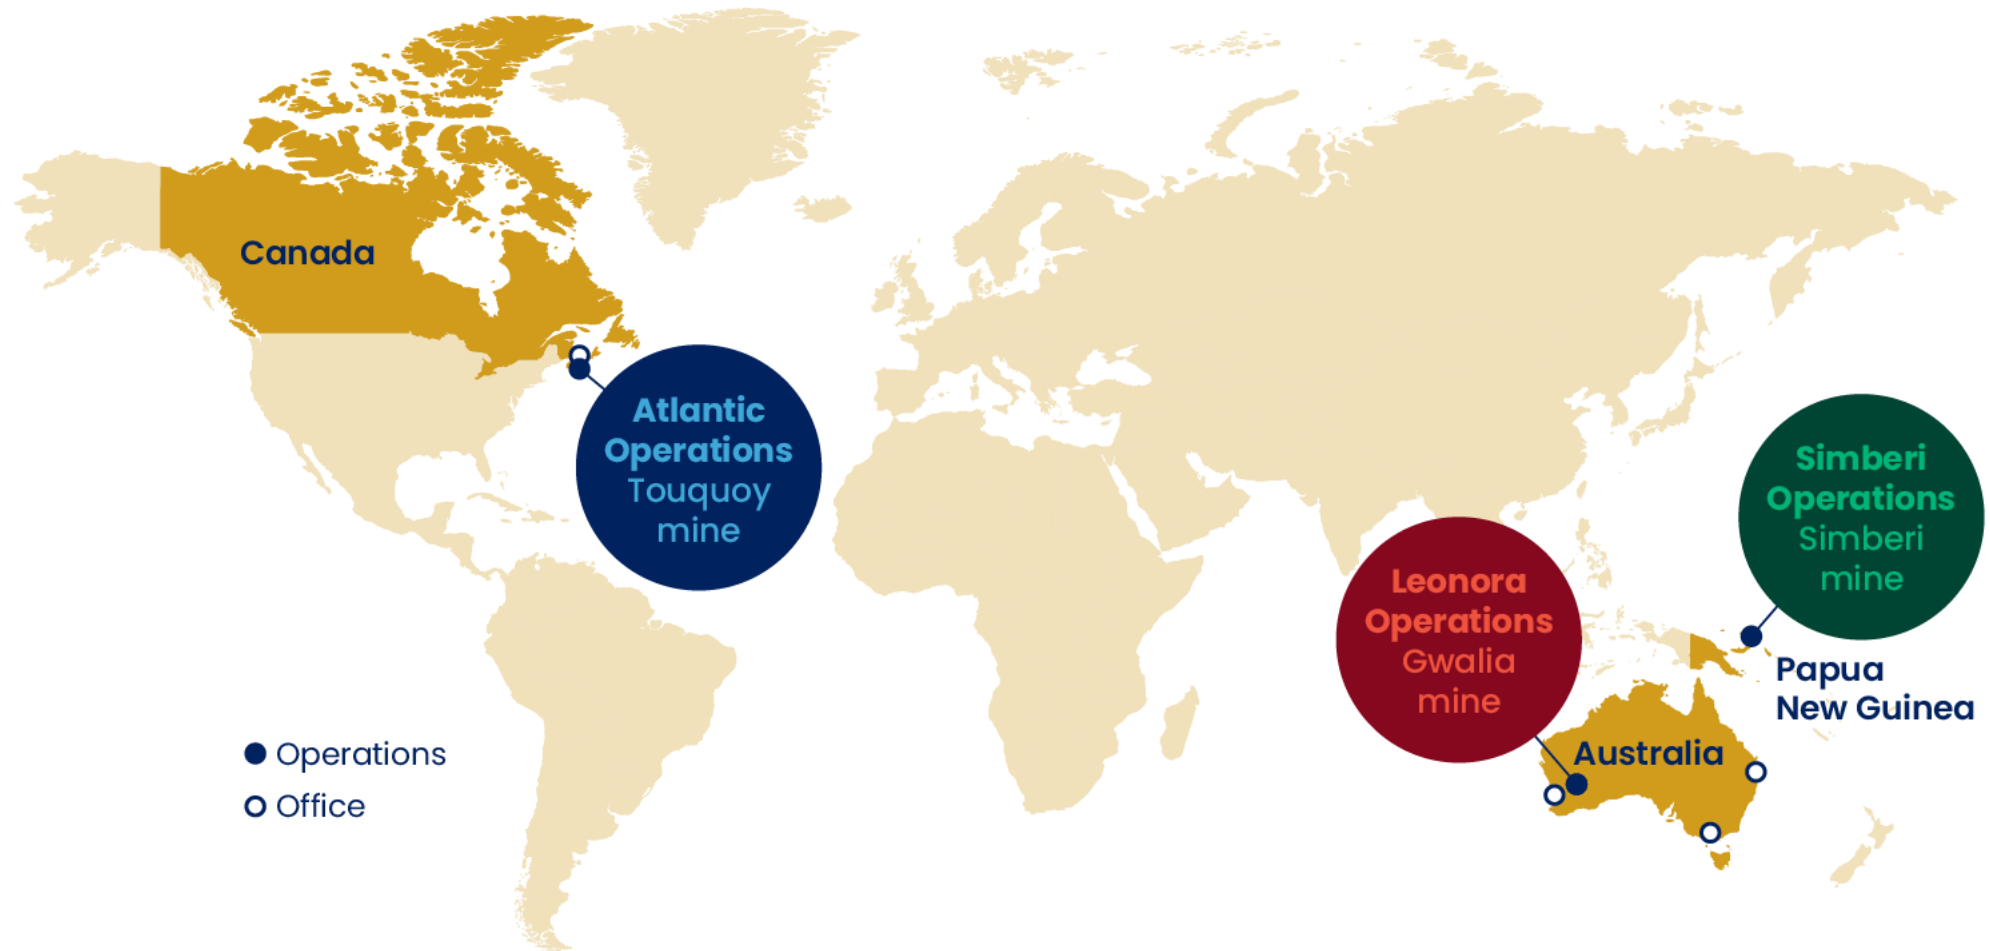 Canada
Atlantic
Operations
Touquoy
mine
Simberi
Operations
Simberi
mine
Leonora
Operations
Gwalia
mine
Papua
New Guinea
Australia
Operations
Office